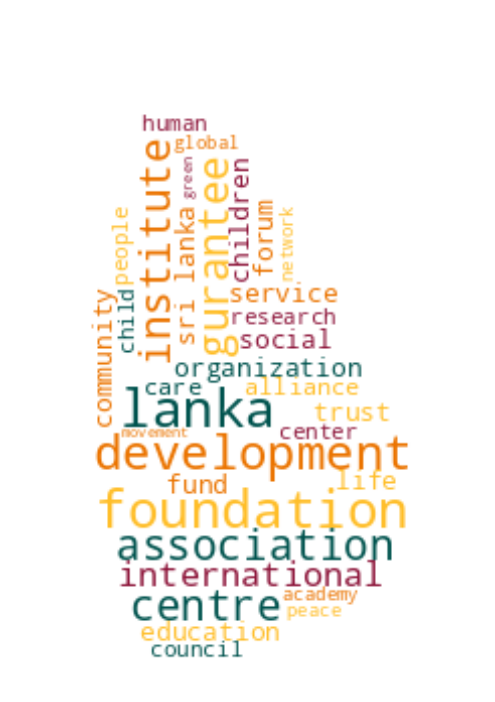 human
global
institute
green
gurantee
children
people
sri lanka
forum
network
child
community
service
research
social
organization
care
alliance
lanka
trust
movement
center
development
fund
life
foundation
association
international
centre
academy
peace
education
council